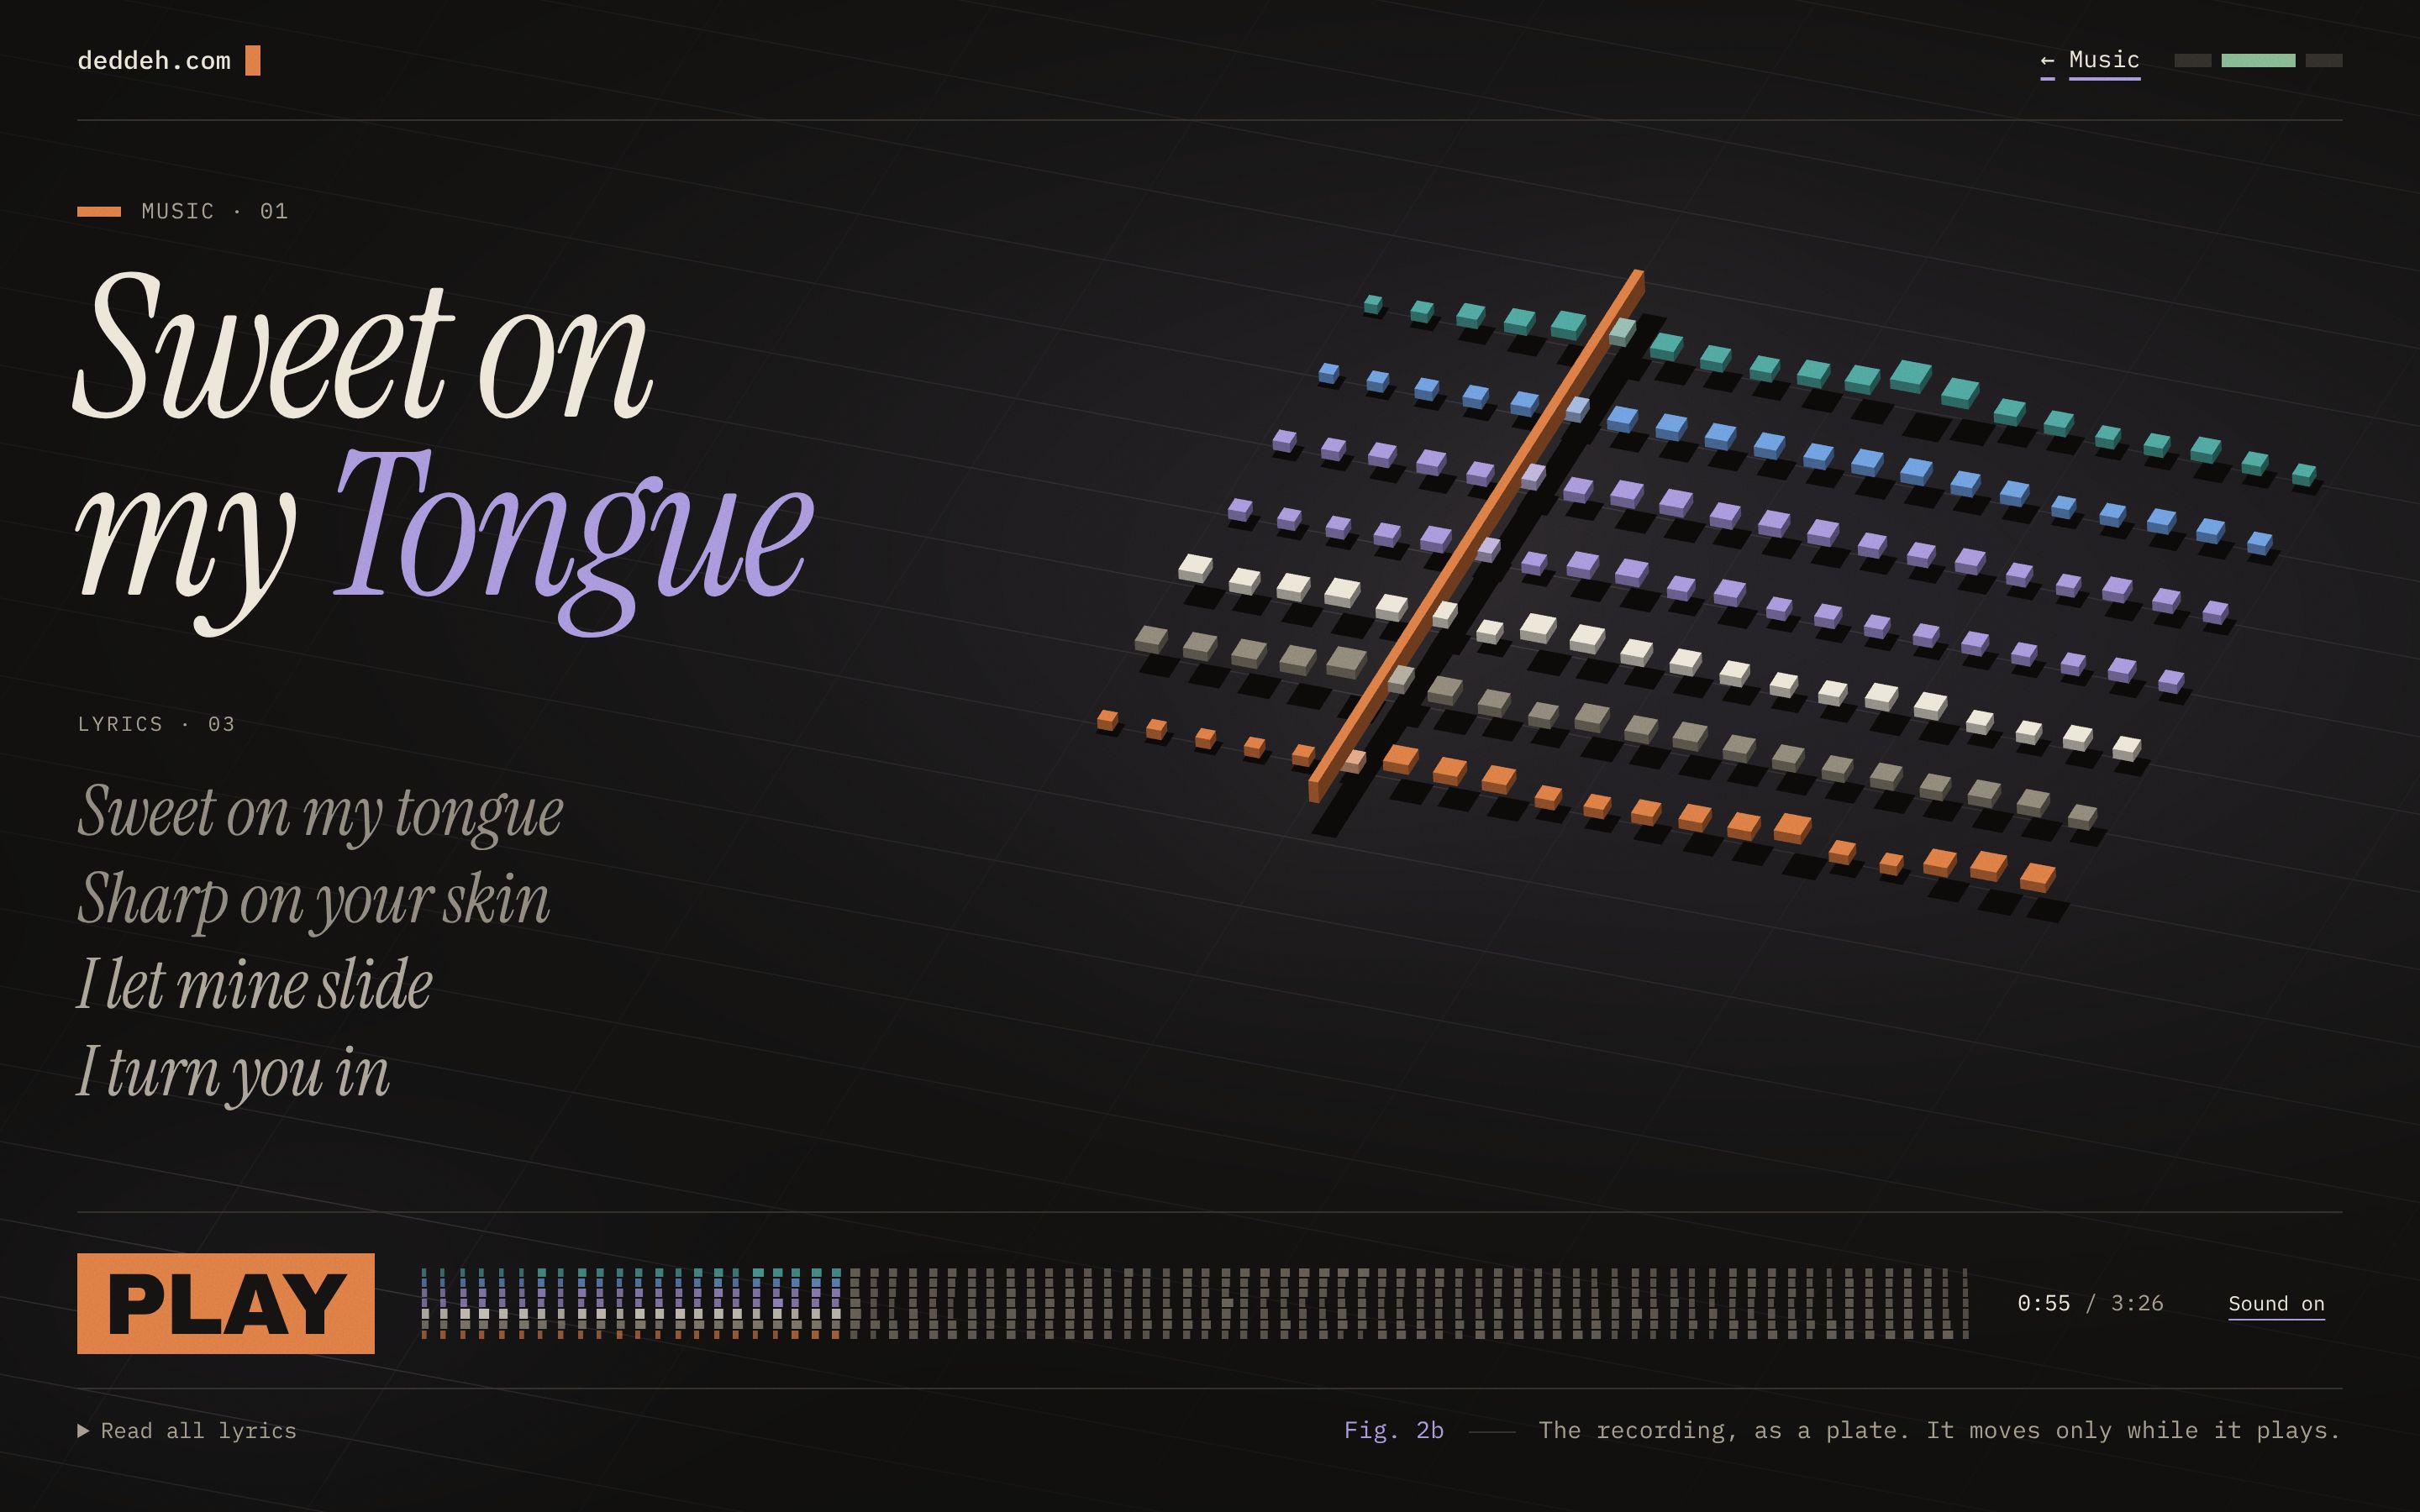 deddeh.com
← Music
MUSIC · 01
Sweet on
my Tongue
LYRICS · 03
Sweet on my tongue
Sharp on your skin
I let mine slide
I turn you in
PLAY
0:55 / 3:26
Sound on
▶ Read all lyrics
Fig. 2b — The recording, as a plate. It moves only while it plays.